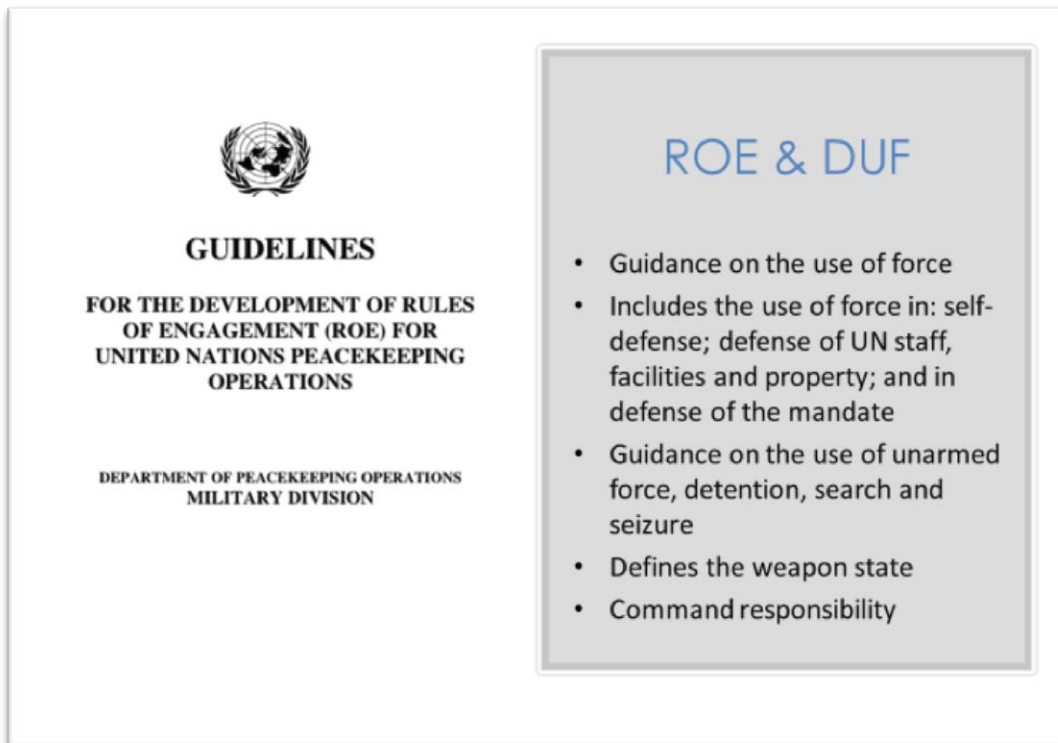 GUIDELINES
FOR THE DEVELOPMENT OF RULES
OF ENGAGEMENT (ROE) FOR
UNITED NATIONS PEACEKEEPING
OPERATIONS
DEPARTMENT OF PEACEKEEPING OPERATIONS
MILITARY DIVISION
ROE & DUF
• Guidance on the use of force
• Includes the use of force in: self-
defense; defense of UN staff,
facilities and property; and in
defense of the mandate
• Guidance on the use of unarmed
force, detention, search and
seizure
• Defines the weapon state
• Command responsibility